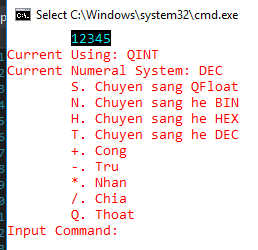 Select C:\Windows\system32\cmd.exe
12345
Current Using: QINT
Current Numeral System: DEC
S. Chuyen sang QFloat
N. Chuyen sang he BIN
H. Chuyen sang he HEX
T. Chuyen sang he DEC
+. Cong
-. Tru
*. Nhan
/. Chia
Q. Thoat
Input Command: